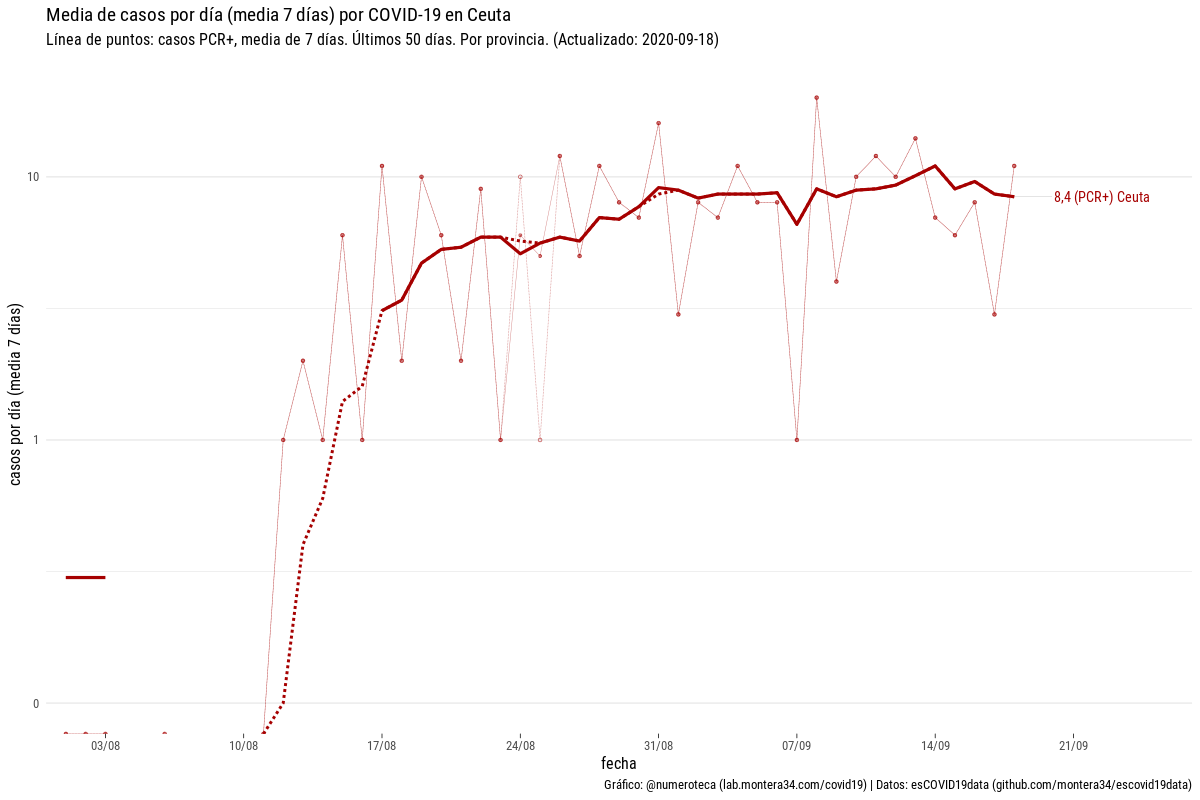 Media de casos por día (media 7 días) por COVID-19 en Ceuta
Línea de puntos: casos PCR+, media de 7 días. Últimos 50 días. Por provincia. (Actualizado: 2020-09-18)
casos por día (media 7 días)
10
1
0
8,4 (PCR+) Ceuta
03/08
10/08
17/08
24/08
31/08
07/09
14/09
21/09
fecha
Gráfico: @numeroteca (lab.montera34.com/covid19) | Datos: esCOVID19data (github.com/montera34/escovid19data)